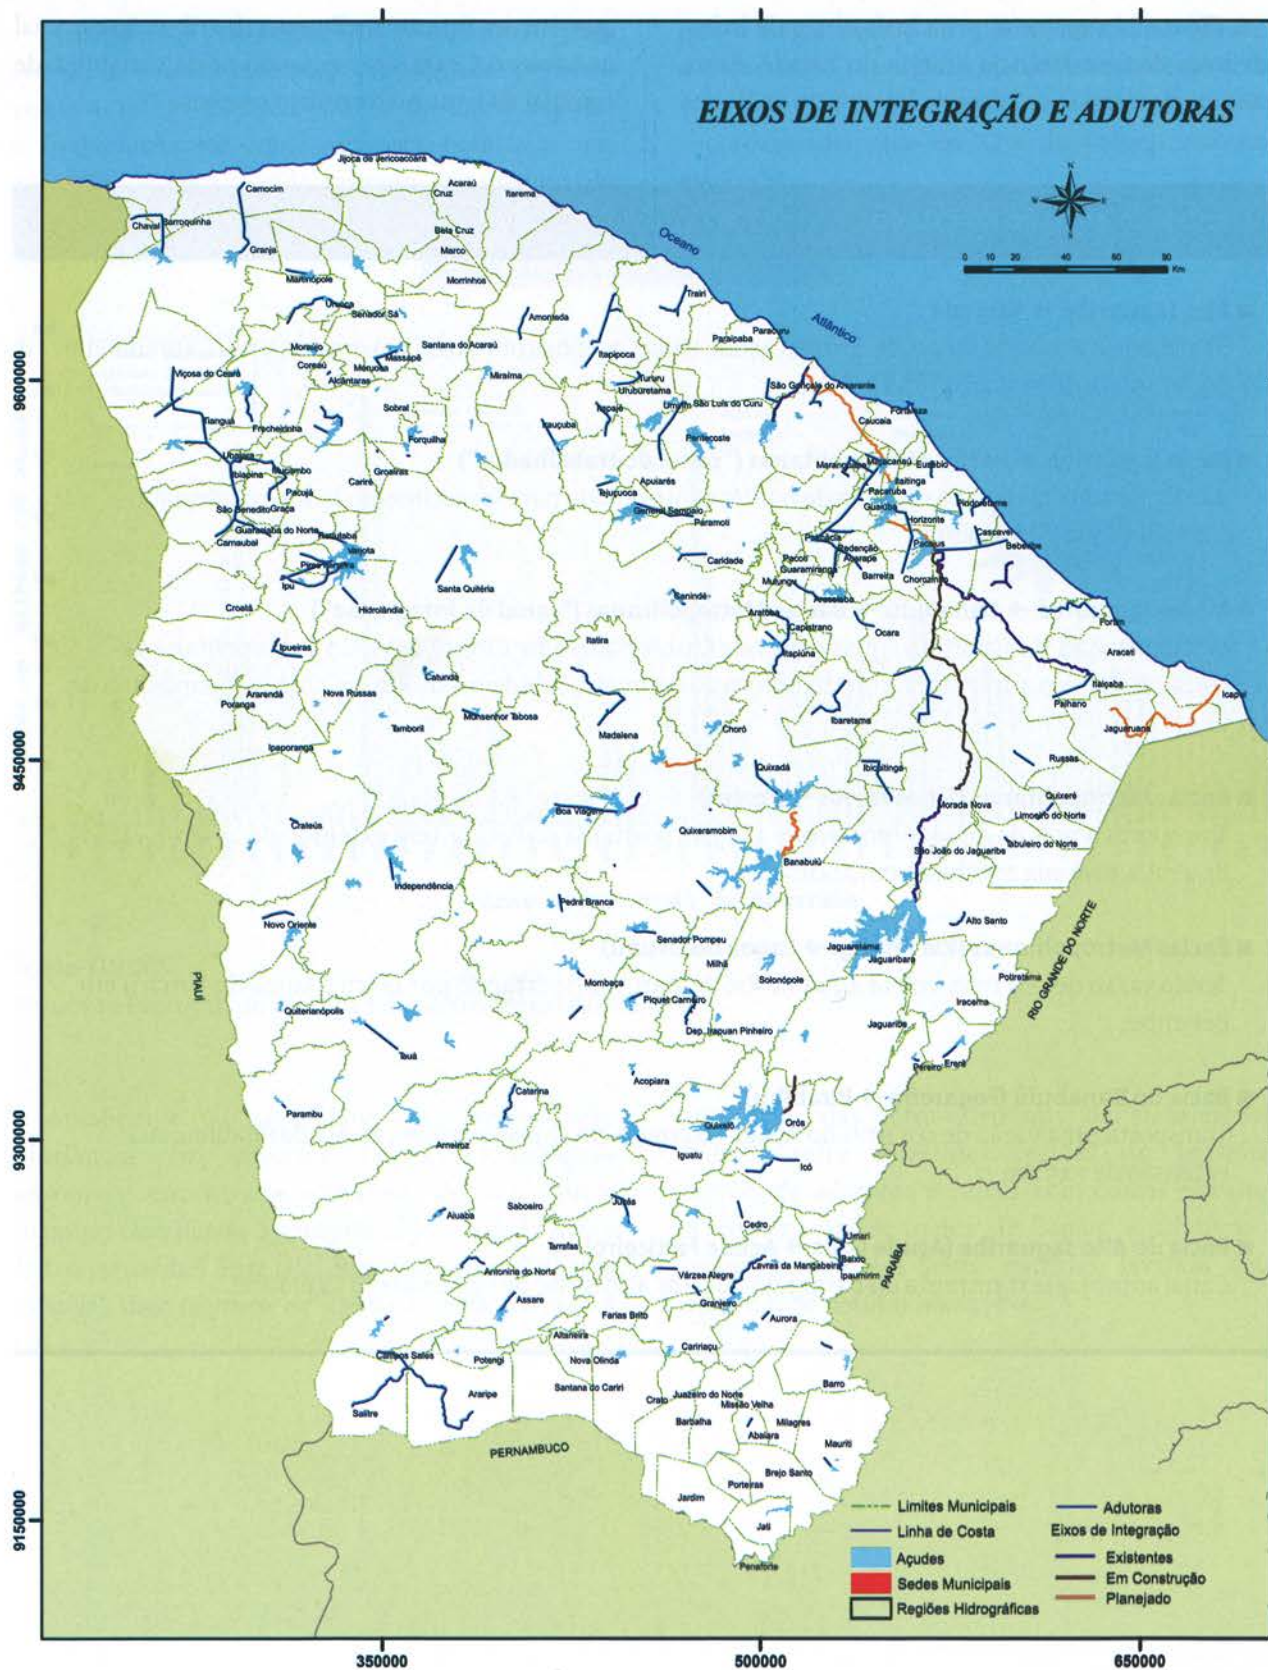 EIXOS DE INTEGRAÇÃO E ADUTORAS
N
W E
S
0 10 20 40 60 80
Km
Oceano
Atlântico
Jijoca de Jericoacoara
Acaraú
Cruz
Itarema
Camocim
Chaval
Barroquinha
Bela Cruz
Granja
Marco
Martinópole
Morrinhos
Uruoca
Senador Sá
Amontada
Trairi
Paracuru
Paraipaba
Moraújo
Massapê
Santana do Acaraú
Itapipoca
Coreaú
Meruoca
Alcântaras
Miraíma
Tururu
Uruburetama
Viçosa do Ceará
São Gonçalo do Amarante
Umirim
São Luís do Curu
Sobral
Itapajé
Fortaleza
Tianguá
Frecheirinha
Irauçuba
Caucaia
Forquilha
Pentecoste
Ubajara
Maranguape
Maracanaú
Eusébio
Ibiapina
Mucambo
Groaíras
Cariré
Apuiarés
Itaitinga
Pacatuba
Pacujá
Tejuçuoca
Guaiúba
Pindoretama
São Benedito
Graça
General Sampaio
Paramoti
Horizonte
Guaraciaba do Norte
Reriutaba
Cascavel
Carnaubal
Varjota
Palmácia
Pacajus
Beberibe
Redenção
Pires Ferreira
Caridade
Pacoti
Acarape
Guaramiranga
Barreira
Chorozinho
Ipu
Santa Quitéria
Mulungu
Canindé
Croatá
Hidrolândia
Aratuba
Aracoiaba
Capistrano
Ocara
Fortim
Itatira
Itapiúna
Aracati
Ipueiras
Catunda
Itaiçaba
Ararendá
Nova Russas
Icapuí
Poranga
Monsenhor Tabosa
Palhano
Tamboril
Ibaretama
Madalena
Choró
Jaguaruana
Ipaporanga
Russas
Quixadá
Ibicuitinga
Quixeré
Boa Viagem
Morada Nova
Limoeiro do Norte
Crateús
Quixeramobim
São João do Jaguaribe
Tabuleiro do Norte
Banabuiú
Independência
Pedra Branca
Novo Oriente
Alto Santo
Senador Pompeu
Jaguaretama
Jaguaribara
Milhã
Potiretama
Solonópole
Mombaça
Piquet Carneiro
Iracema
Quiterianópolis
Dep. Irapuan Pinheiro
Jaguaribe
Tauá
Ererê
Pereiro
Acopiara
Catarina
Parambu
Quixelô
Orós
Arneiroz
Iguatu
Icó
Saboeiro
Jucás
Aiuaba
Cedro
Umari
Tarrafas
Baixio
Lavras da Mangabeira
Ipaumirim
Antonina do Norte
Várzea Alegre
Assare
Granjeiro
Farias Brito
Aurora
Altaneira
Caririaçu
Campos Sales
Potengi
Nova Olinda
Barro
Santana do Cariri
Araripe
Crato
Juazeiro do Norte
Missão Velha
Salitre
Barbalha
Milagres
Abaiara
Mauriti
Brejo Santo
Porteiras
Jardim
Jati
Penaforte
PIAUÍ
RIO GRANDE DO NORTE
PARAIBA
PERNAMBUCO
9600000
9450000
9300000
9150000
350000
500000
650000
Limites Municipais
Linha de Costa
Açudes
Sedes Municipais
Regiões Hidrográficas
Adutoras
Eixos de Integração
Existentes
Em Construção
Planejado